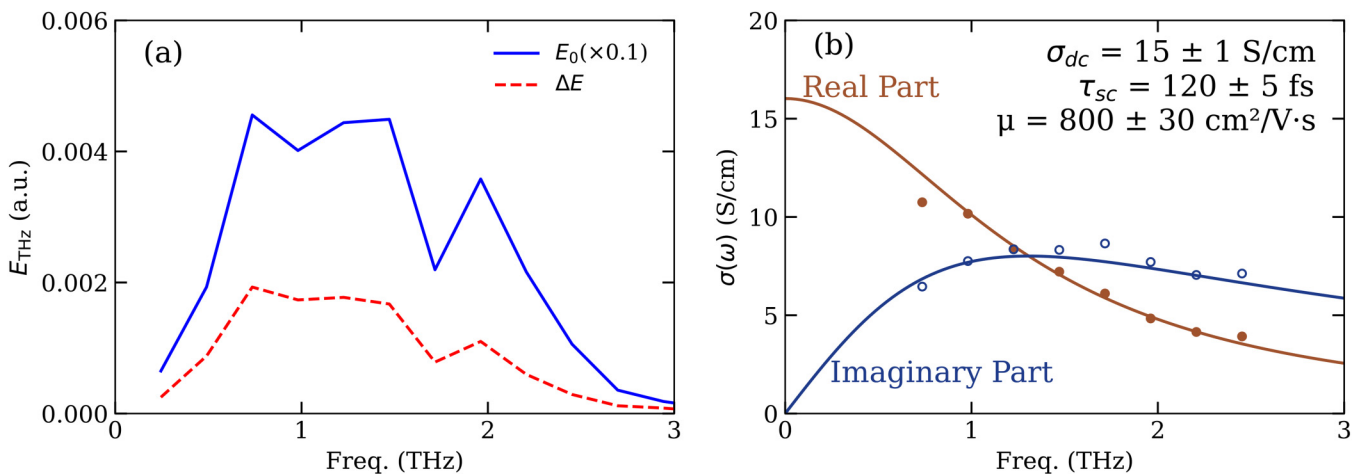 (a)
E₀(×0.1)
ΔE
E_THz (a.u.)
0.006
0.004
0.002
0.000
0
1
2
3
Freq. (THz)
(b)
σ_dc = 15 ± 1 S/cm
τ_sc = 120 ± 5 fs
μ = 800 ± 30 cm²/V·s
Real Part
Imaginary Part
σ(ω) (S/cm)
20
15
10
5
0
0
1
2
3
Freq. (THz)